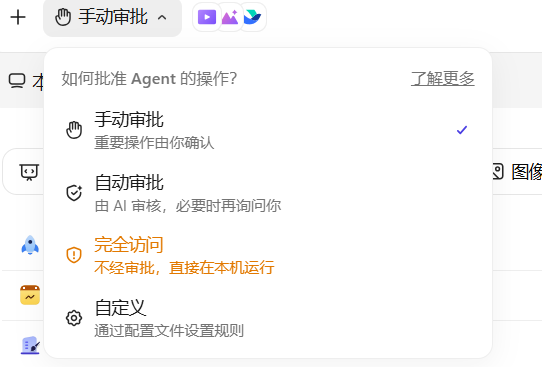 手动审批
本
如何批准 Agent 的操作？
了解更多
手动审批
重要操作由你确认
自动审批
由 AI 审核，必要时再询问你
图像
完全访问
不经审批，直接在本机运行
自定义
通过配置文件设置规则